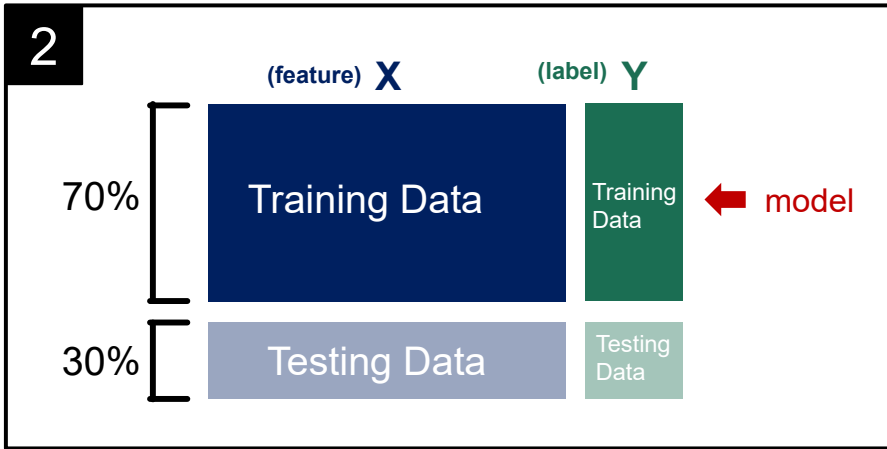 2
(feature) X
(label) Y
70%
Training Data
Training
Data
model
30%
Testing Data
Testing
Data